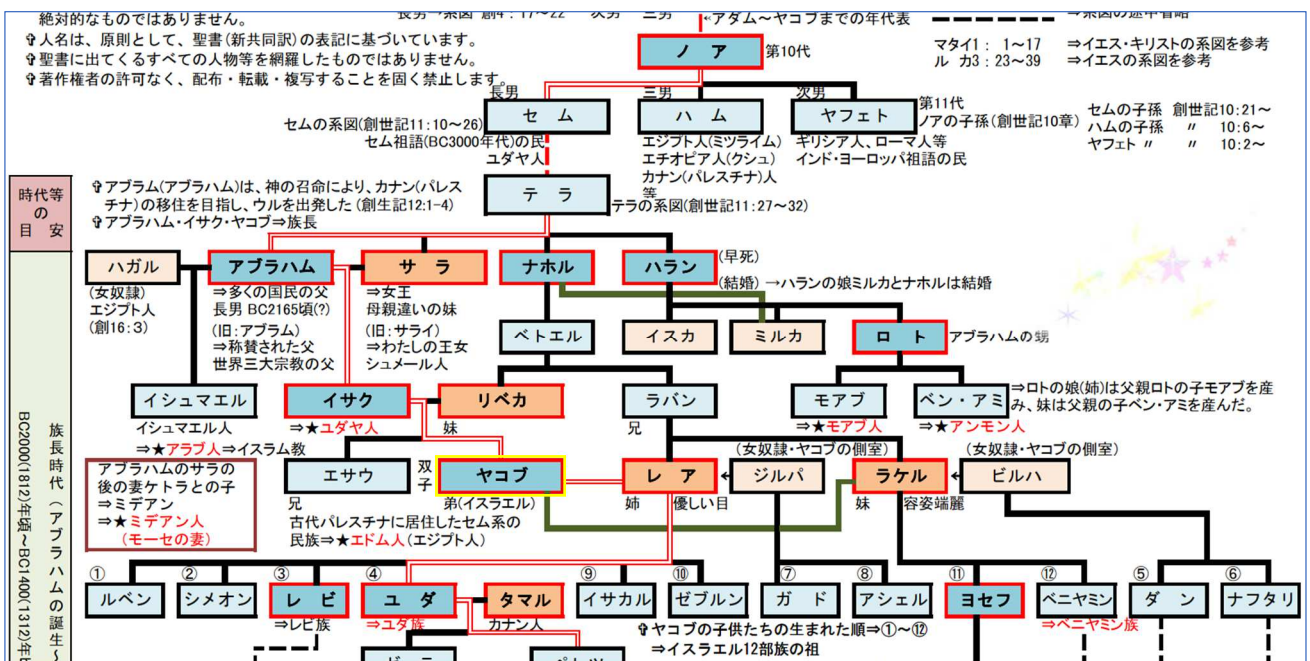 絶対的なものではありません。
✞人名は、原則として、聖書(新共同訳)の表記に基づいています。
✞聖書に出てくるすべての人物等を網羅したものではありません。
✞著作権者の許可なく、配布・転載・複写することを固く禁止します。
長男→系図 創4：17～22 次男 三男
←アダム～ヤコブまでの年代表
⇒系図の途中省略
マタイ1： 1～17 ⇒イエス・キリストの系図を参考
ル カ3：23～39 ⇒イエスの系図を参考
ノ ア 第10代
長男 三男 次男
セ ム ハ ム ヤフェト
第11代
ノアの子孫(創世記10章)
セムの子孫 創世記10:21～
ハムの子孫 〃 10:6～
ヤフェト 〃 〃 10:2～
セムの系図(創世記11:10～26)
セム祖語(BC3000年代)の民
ユダヤ人
エジプト人(ミツライム)
エチオピア人(クシュ)
カナン(パレスチナ)人
等
ギリシア人、ローマ人等
インド・ヨーロッパ祖語の民
時代等
の
目 安
✞アブラム(アブラハム)は、神の召命により、カナン(パレス
チナ)の移住を目指し、ウルを出発した(創生記12:1-4)
✞アブラハム・イサク・ヤコブ⇒族長
テ ラ
テラの系図(創世記11:27～32)
ハガル アブラハム サ ラ ナホル ハラン
(早死)
(結婚) →ハランの娘ミルカとナホルは結婚
(女奴隷)
エジプト人
(創16：3)
⇒多くの国民の父
長男 BC2165頃(?)
(旧：アブラム)
⇒称賛された父
世界三大宗教の父
⇒女王
母親違いの妹
(旧：サライ)
⇒わたしの王女
シュメール人
ベトエル イスカ ミルカ ロ ト アブラハムの甥
イシュマエル イサク リベカ ラバン モアブ ベン・アミ
⇒ロトの娘(姉)は父親ロトの子モアブを産
み、妹は父親の子ベン・アミを産んだ。
イシュマエル人
⇒★アラブ人⇒イスラム教
⇒★ユダヤ人
妹
兄
⇒★モアブ人
⇒★アンモン人
(女奴隷・ヤコブの側室)
(女奴隷・ヤコブの側室)
族長時代(アブラハムの誕生～
BC2000(1812)年頃～BC1400(1312)年
アブラハムのサラの
後の妻ケトラとの子
⇒ミデアン
⇒★ミデアン人
(モーセの妻)
エサウ 双子 ヤコブ レ ア ジルパ ラケル ビルハ
兄
弟(イスラエル)
姉 優しい目
妹 容姿端麗
古代パレスチナに居住したセム系の
民族⇒★エドム人(エジプト人)
① ② ③ ④ ⑨ ⑩ ⑦ ⑧ ⑪ ⑫ ⑤ ⑥
ルベン シメオン レ ビ ユ ダ タマル イサカル ゼブルン ガ ド アシェル ヨセフ ベニヤミン ダ ン ナフタリ
⇒レビ族 ⇒ユダ族 カナン人
⇒ベニヤミン族
✞ヤコブの子供たちの生まれた順⇒①～⑫
⇒イスラエル12部族の祖